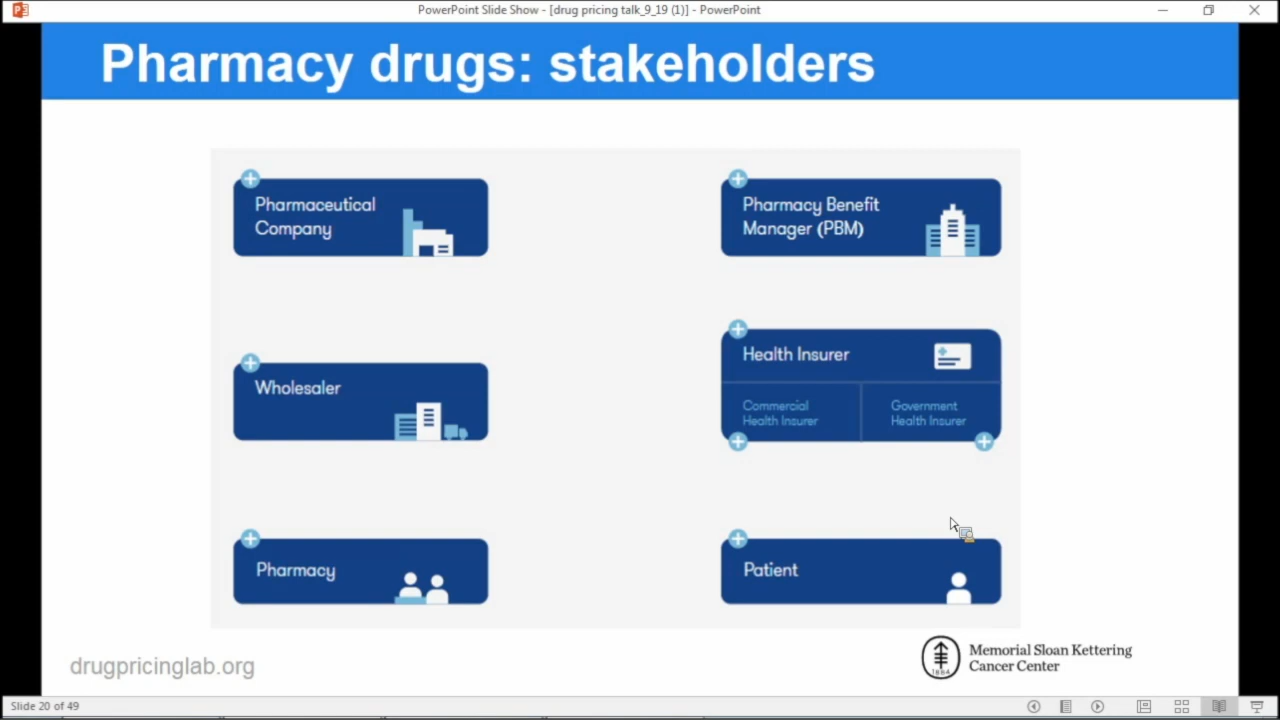 PowerPoint Slide Show - [drug pricing talk_9_19 (1)] - PowerPoint
Pharmacy drugs: stakeholders
Pharmaceutical
Company
Pharmacy Benefit
Manager (PBM)
Wholesaler
Health Insurer
Commercial
Health Insurer
Government
Health Insurer
Pharmacy
Patient
drugpricinglab.org
1884
Memorial Sloan Kettering
Cancer Center
Slide 20 of 49